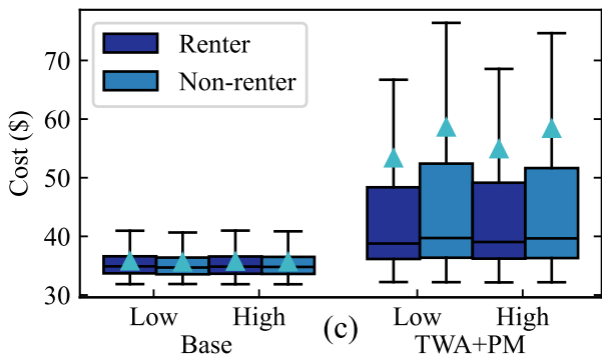 Renter
Non-renter
Cost ($)
70
60
50
40
30
Low High Low High
Base (c) TWA+PM